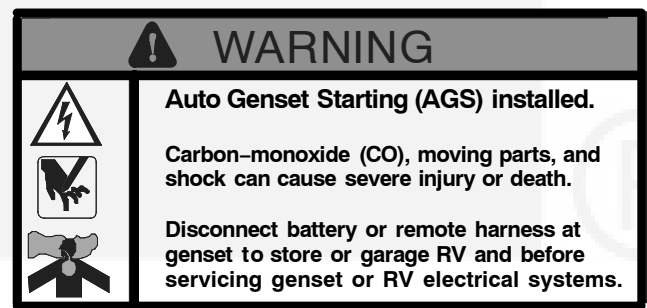 WARNING
Auto Genset Starting (AGS) installed.
Carbon–monoxide (CO), moving parts, and
shock can cause severe injury or death.
Disconnect battery or remote harness at
genset to store or garage RV and before
servicing genset or RV electrical systems.